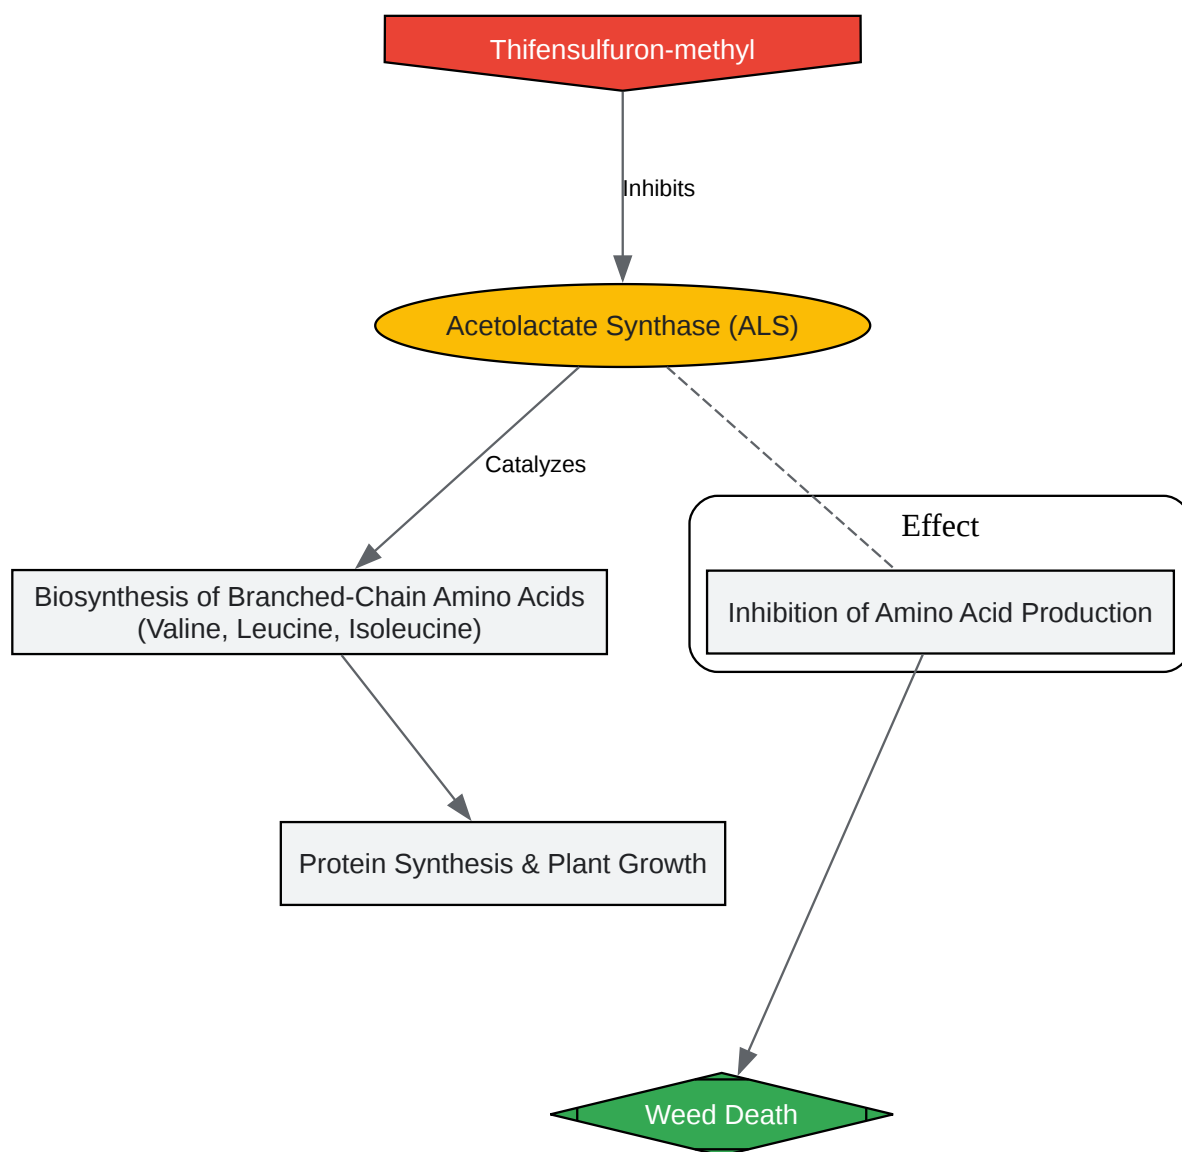 Thifensulfuron-methyl
Inhibits
Acetolactate Synthase (ALS)
Catalyzes
Effect
Biosynthesis of Branched-Chain Amino Acids
(Valine, Leucine, Isoleucine)
Inhibition of Amino Acid Production
Protein Synthesis & Plant Growth
Weed Death